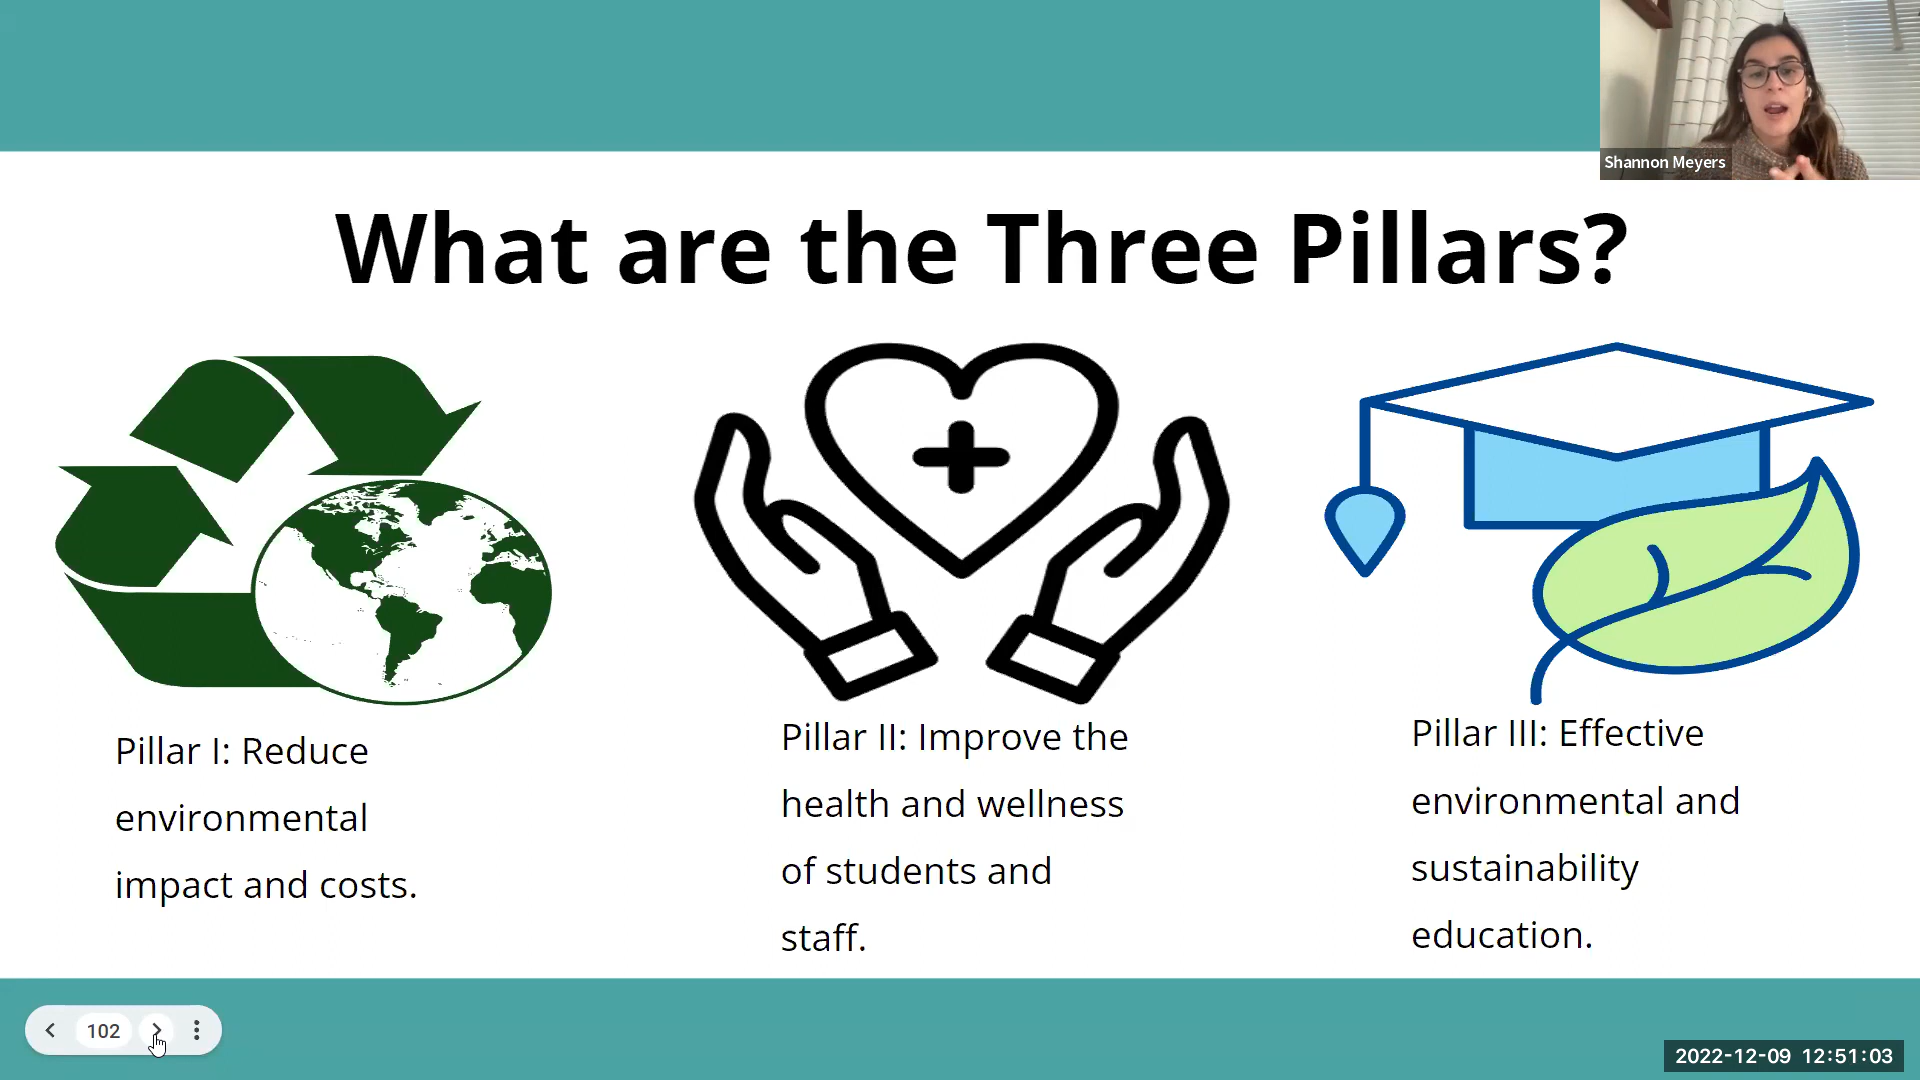 Shannon Meyers
What are the Three Pillars?
Pillar I: Reduce
environmental
impact and costs.
Pillar II: Improve the
health and wellness
of students and
staff.
Pillar III: Effective
environmental and
sustainability
education.
102
2022-12-09 12:51:03